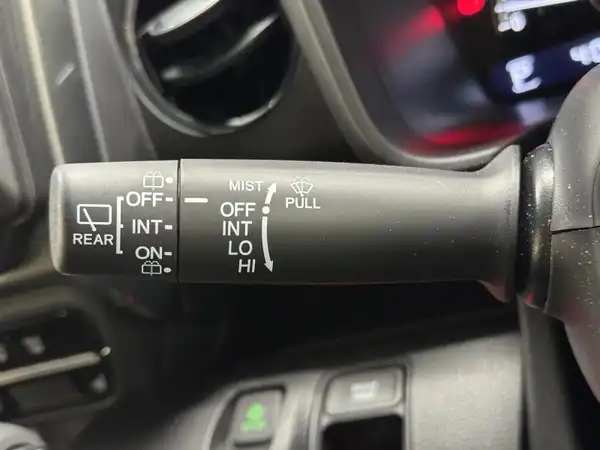 REAR
OFF
INT
ON
MIST
OFF
INT
LO
HI
PULL
E